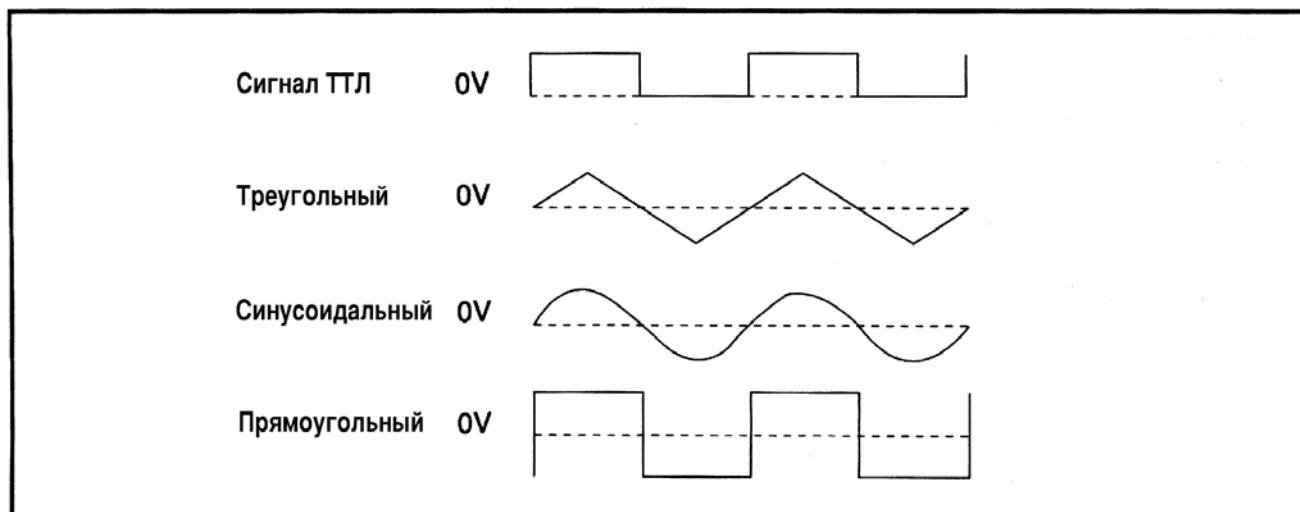 Сигнал ТТЛ 0V
Треугольный 0V
Синусоидальный 0V
Прямоугольный 0V